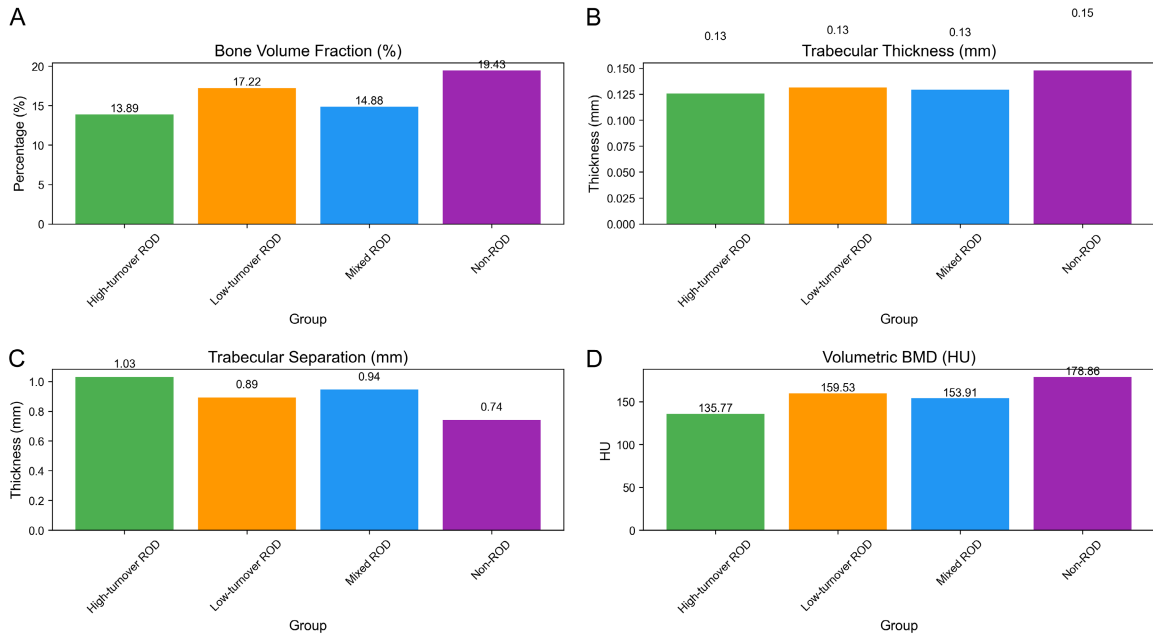 A
Bone Volume Fraction (%)
20
15
10
5
0
Percentage (%)
13.89
17.22
14.88
19.43
High-turnover ROD
Low-turnover ROD
Mixed ROD
Non-ROD
Group
B
0.13
0.13
0.13
0.15
Trabecular Thickness (mm)
0.150
0.125
0.100
0.075
0.050
0.025
0.000
Thickness (mm)
High-turnover ROD
Low-turnover ROD
Mixed ROD
Non-ROD
Group
C
Trabecular Separation (mm)
1.0
0.8
0.6
0.4
0.2
0.0
Thickness (mm)
1.03
0.89
0.94
0.74
High-turnover ROD
Low-turnover ROD
Mixed ROD
Non-ROD
Group
D
Volumetric BMD (HU)
150
100
50
0
HU
135.77
159.53
153.91
178.86
High-turnover ROD
Low-turnover ROD
Mixed ROD
Non-ROD
Group